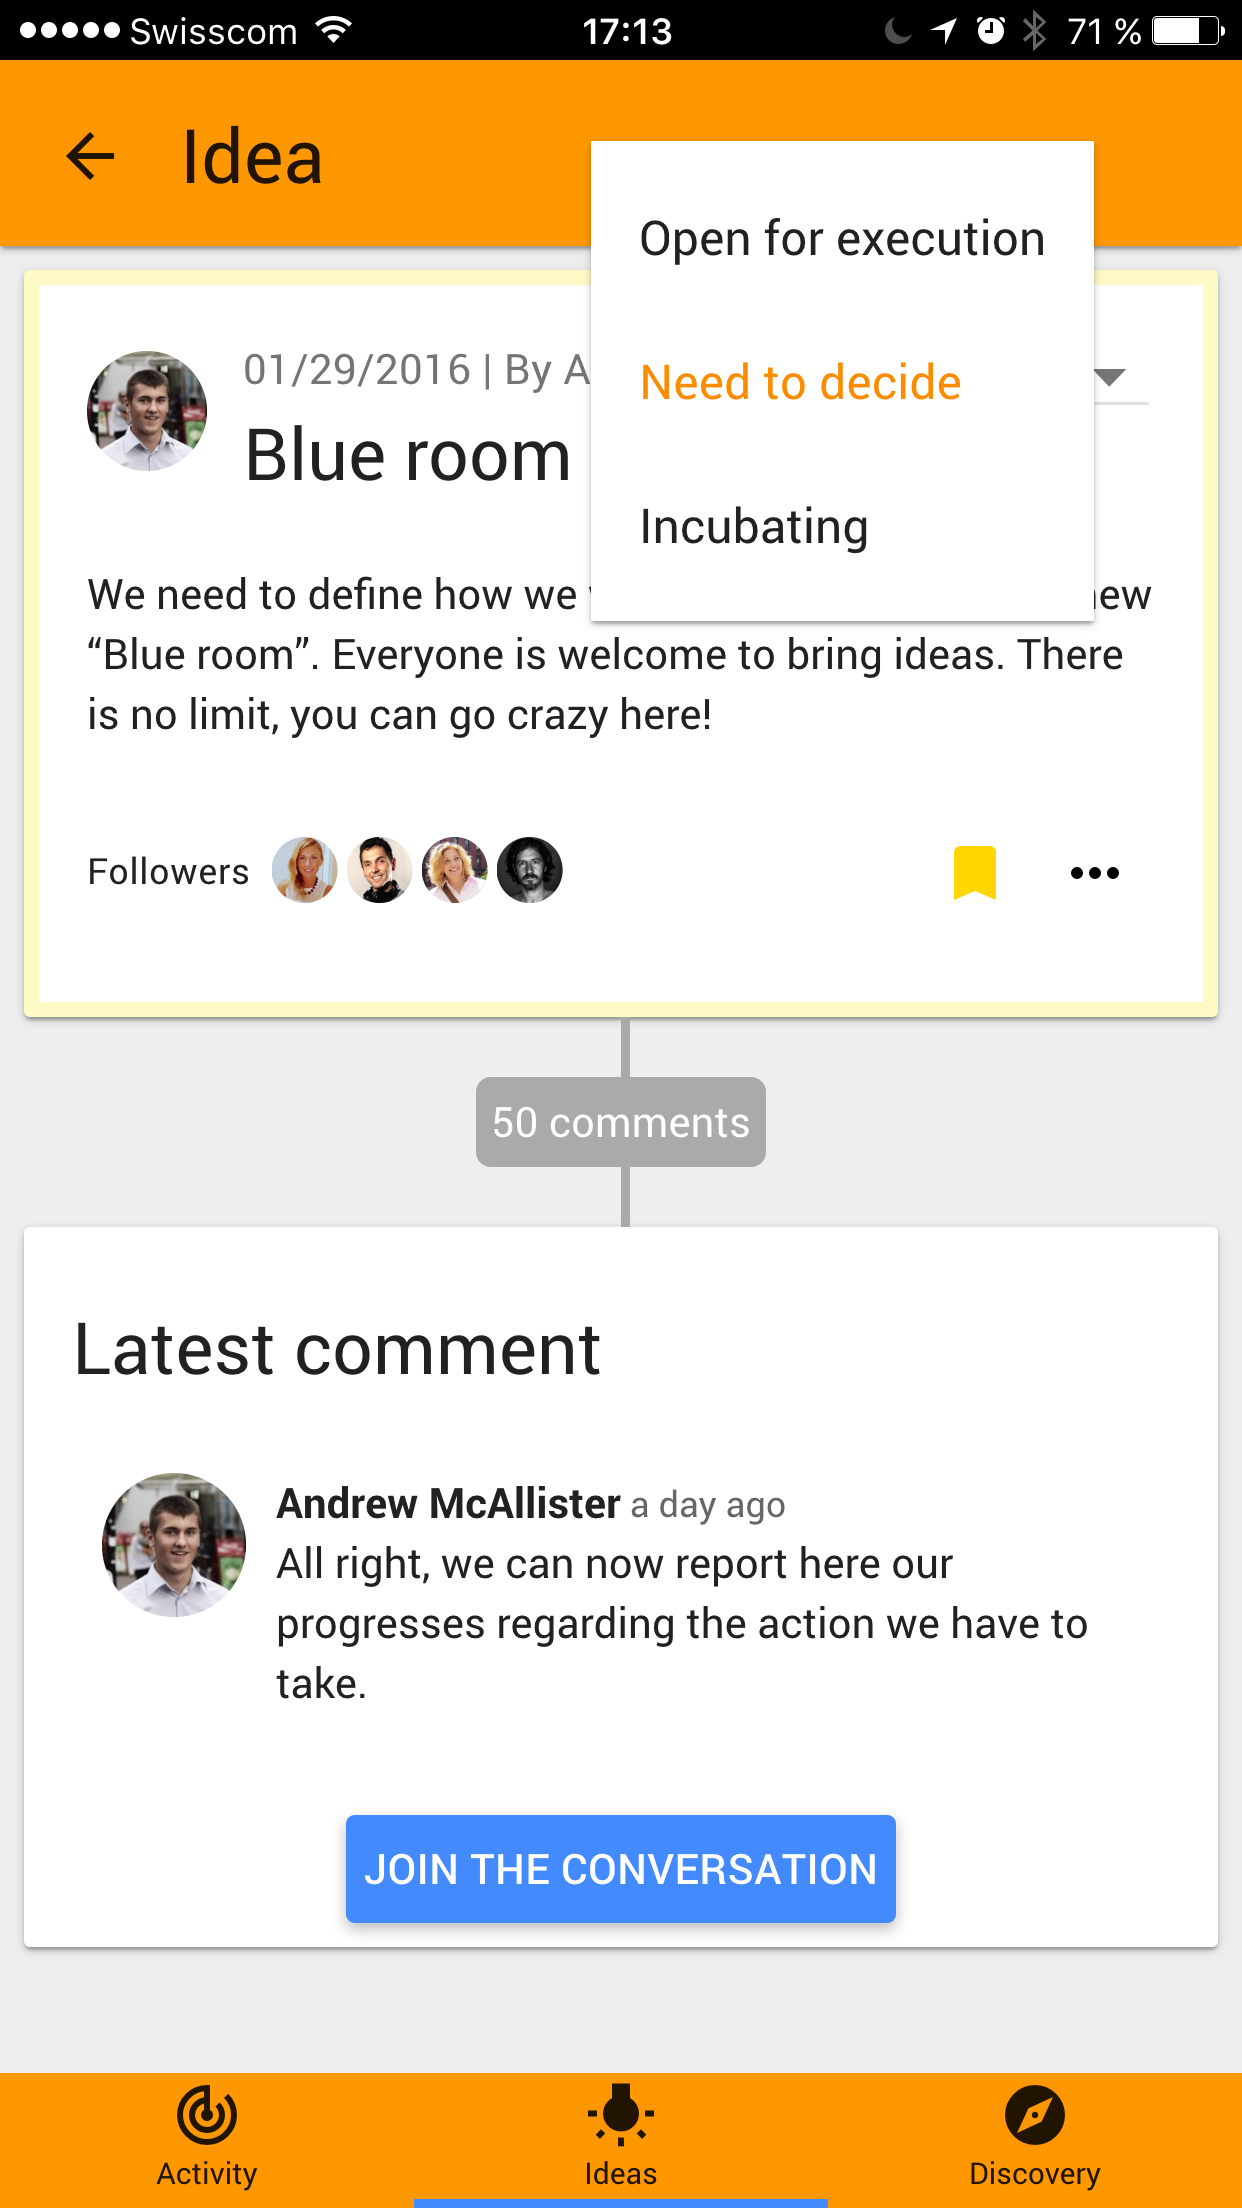 Swisscom 17:13 71 %
Idea
Open for execution
Need to decide
Incubating
01/29/2016 | By A
Blue room
We need to define how we
“Blue room”. Everyone is welcome to bring ideas. There
is no limit, you can go crazy here!
Followers
50 comments
Latest comment
Andrew McAllister a day ago
All right, we can now report here our
progresses regarding the action we have to
take.
JOIN THE CONVERSATION
Activity Ideas Discovery